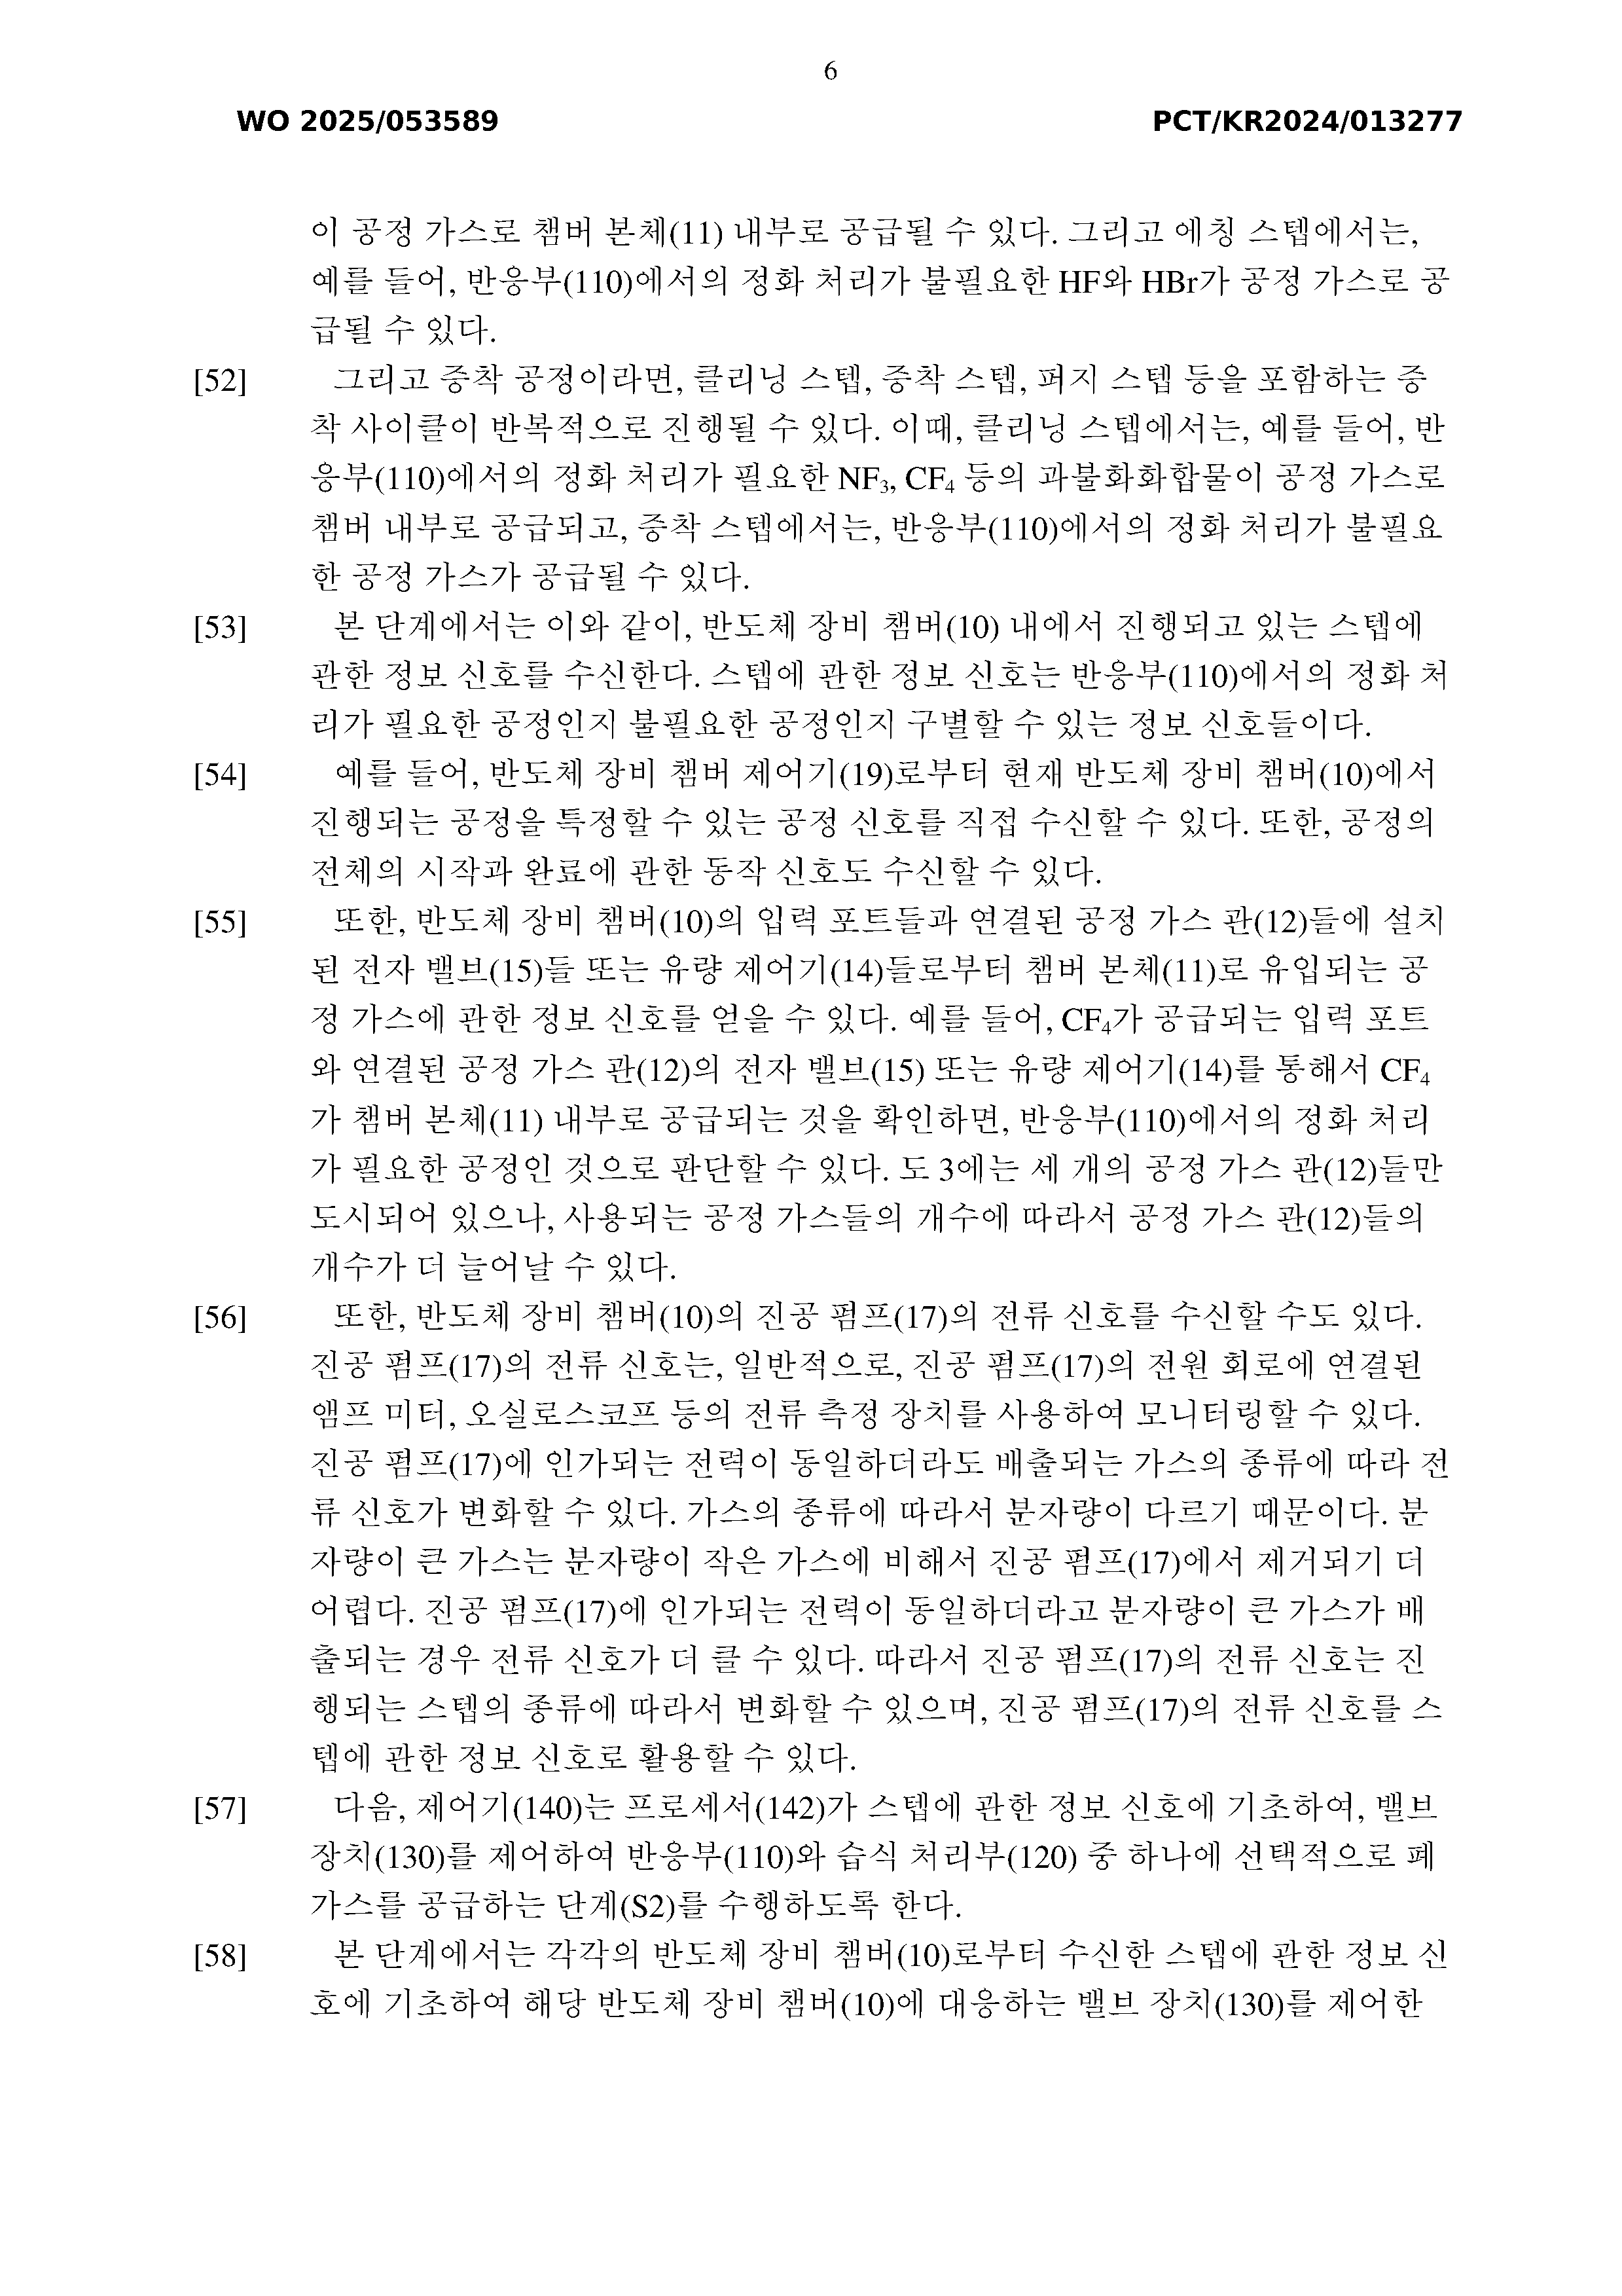 6
WO 2025/053589 PCT/KR2024/013277
이 공정 가스로 챔버 본체(11) 내부로 공급될 수 있다. 그리고 에칭 스텝에서는,
예를 들어, 반응부(110)에서의 정화 처리가 불필요한 HF와 HBr가 공정 가스로 공
급될 수 있다.
[52] 그리고 증착 공정이라면, 클리닝 스텝, 증착 스텝, 퍼지 스텝 등을 포함하는 증
착 사이클이 반복적으로 진행될 수 있다. 이때, 클리닝 스텝에서는, 예를 들어, 반
응부(110)에서의 정화 처리가 필요한 NF₃, CF₄ 등의 과불화화합물이 공정 가스로
챔버 내부로 공급되고, 증착 스텝에서는, 반응부(110)에서의 정화 처리가 불필요
한 공정 가스가 공급될 수 있다.
[53] 본 단계에서는 이와 같이, 반도체 장비 챔버(10) 내에서 진행되고 있는 스텝에
관한 정보 신호를 수신한다. 스텝에 관한 정보 신호는 반응부(110)에서의 정화 처
리가 필요한 공정인지 불필요한 공정인지 구별할 수 있는 정보 신호들이다.
[54] 예를 들어, 반도체 장비 챔버 제어기(19)로부터 현재 반도체 장비 챔버(10)에서
진행되는 공정을 특정할 수 있는 공정 신호를 직접 수신할 수 있다. 또한, 공정의
전체의 시작과 완료에 관한 동작 신호도 수신할 수 있다.
[55] 또한, 반도체 장비 챔버(10)의 입력 포트들과 연결된 공정 가스 관(12)들에 설치
된 전자 밸브(15)들 또는 유량 제어기(14)들로부터 챔버 본체(11)로 유입되는 공
정 가스에 관한 정보 신호를 얻을 수 있다. 예를 들어, CF₄가 공급되는 입력 포트
와 연결된 공정 가스 관(12)의 전자 밸브(15) 또는 유량 제어기(14)를 통해서 CF₄
가 챔버 본체(11) 내부로 공급되는 것을 확인하면, 반응부(110)에서의 정화 처리
가 필요한 공정인 것으로 판단할 수 있다. 도 3에는 세 개의 공정 가스 관(12)들만
도시되어 있으나, 사용되는 공정 가스들의 개수에 따라서 공정 가스 관(12)들의
개수가 더 늘어날 수 있다.
[56] 또한, 반도체 장비 챔버(10)의 진공 펌프(17)의 전류 신호를 수신할 수도 있다.
진공 펌프(17)의 전류 신호는, 일반적으로, 진공 펌프(17)의 전원 회로에 연결된
앰프 미터, 오실로스코프 등의 전류 측정 장치를 사용하여 모니터링할 수 있다.
진공 펌프(17)에 인가되는 전력이 동일하더라도 배출되는 가스의 종류에 따라 전
류 신호가 변화할 수 있다. 가스의 종류에 따라서 분자량이 다르기 때문이다. 분
자량이 큰 가스는 분자량이 작은 가스에 비해서 진공 펌프(17)에서 제거되기 더
어렵다. 진공 펌프(17)에 인가되는 전력이 동일하더라고 분자량이 큰 가스가 배
출되는 경우 전류 신호가 더 클 수 있다. 따라서 진공 펌프(17)의 전류 신호는 진
행되는 스텝의 종류에 따라서 변화할 수 있으며, 진공 펌프(17)의 전류 신호를 스
텝에 관한 정보 신호로 활용할 수 있다.
[57] 다음, 제어기(140)는 프로세서(142)가 스텝에 관한 정보 신호에 기초하여, 밸브
장치(130)를 제어하여 반응부(110)와 습식 처리부(120) 중 하나에 선택적으로 폐
가스를 공급하는 단계(S2)를 수행하도록 한다.
[58] 본 단계에서는 각각의 반도체 장비 챔버(10)로부터 수신한 스텝에 관한 정보 신
호에 기초하여 해당 반도체 장비 챔버(10)에 대응하는 밸브 장치(130)를 제어한